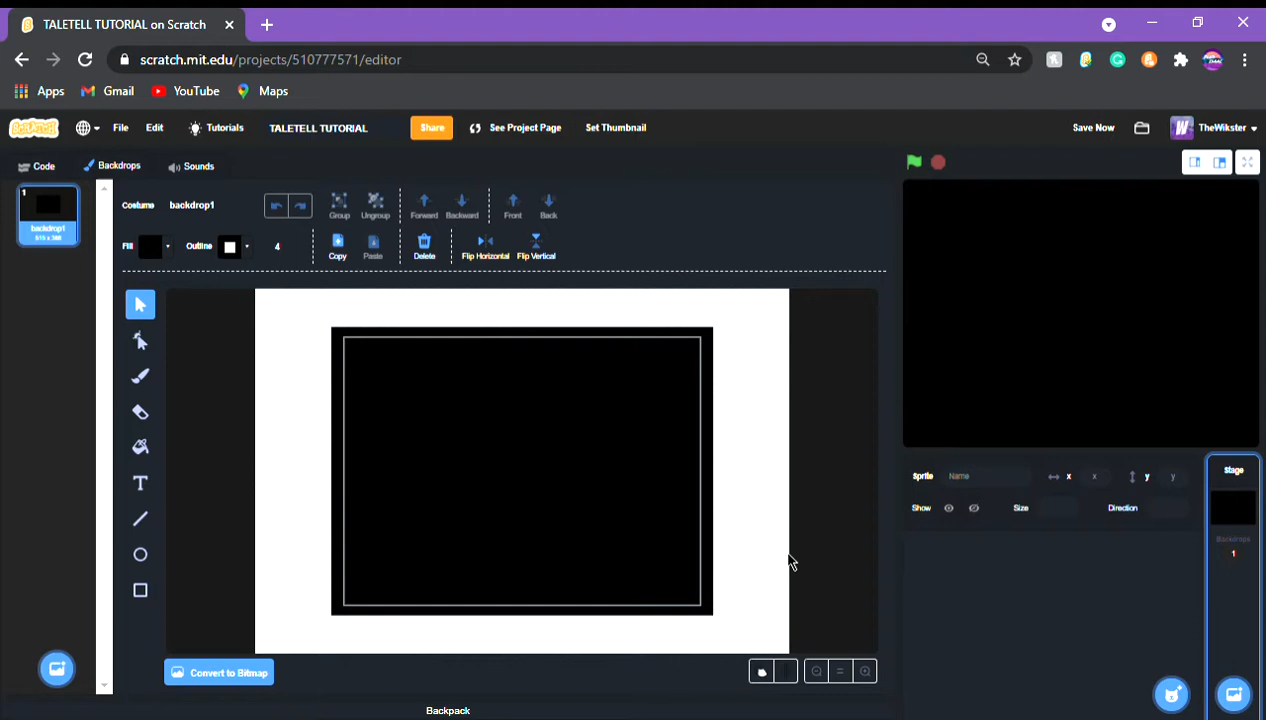 TALETELL TUTORIAL on Scratch
scratch.mit.edu/projects/510777571/editor
Apps Gmail YouTube Maps
SCRATCH File Edit Tutorials TALETELL TUTORIAL Share See Project Page Set Thumbnail Save Now TheWikster
Code Backdrops Sounds
1
backdrop1
Costume backdrop1 Group Ungroup Forward Backward Front Back
Fill Outline 4 Copy Paste Delete Flip Horizontal Flip Vertical
Convert to Bitmap
Backpack
Sprite Name x x y y
Show Size Direction
Stage
Backdrops
1